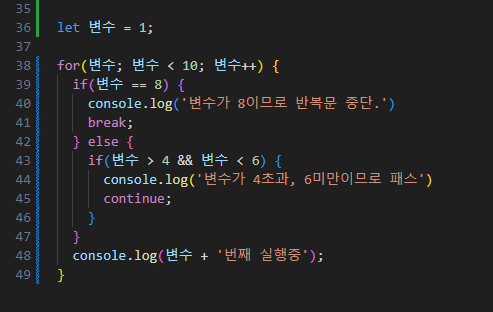 35
36 let 변수 = 1;
37
38 for(변수; 변수 < 10; 변수++) {
39   if(변수 == 8) {
40     console.log('변수가 8이므로 반복문 중단.')
41     break;
42   } else {
43     if(변수 > 4 && 변수 < 6) {
44       console.log('변수가 4초과, 6미만이므로 패스')
45       continue;
46     }
47   }
48   console.log(변수 + '번째 실행중');
49 }